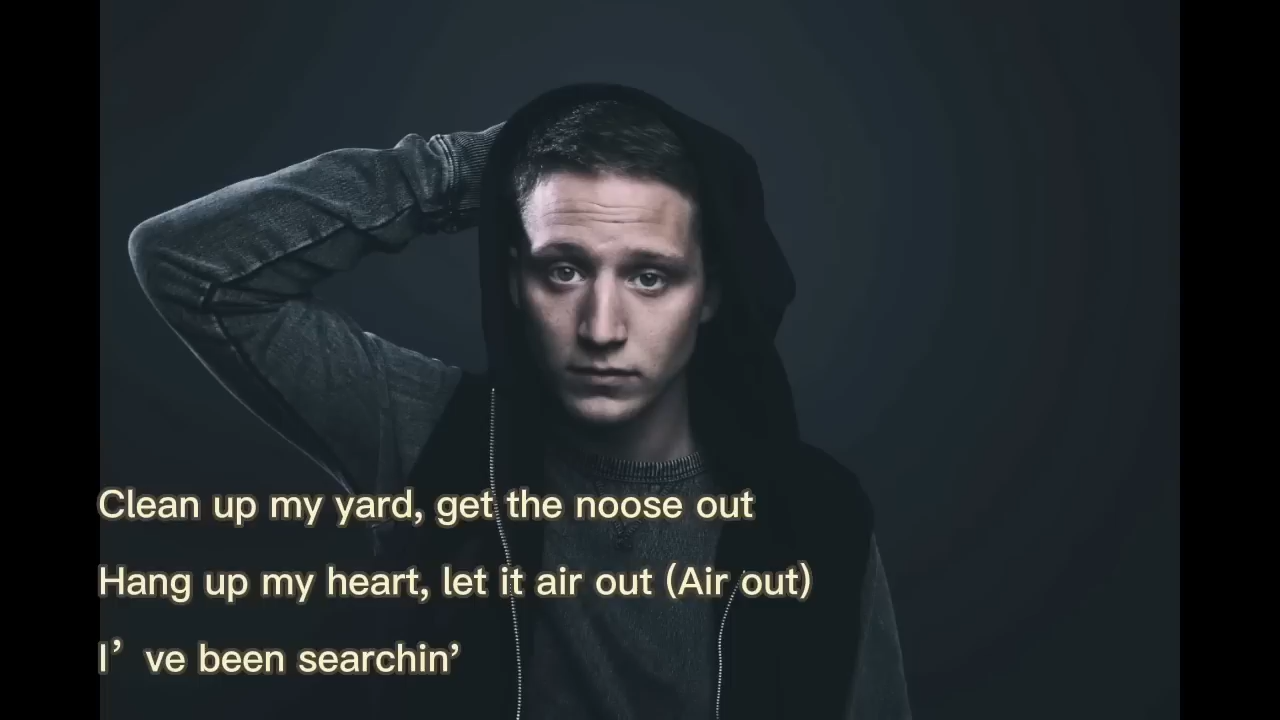 Clean up my yard, get the noose out
Hang up my heart, let it air out (Air out)
I’ve been searchin’